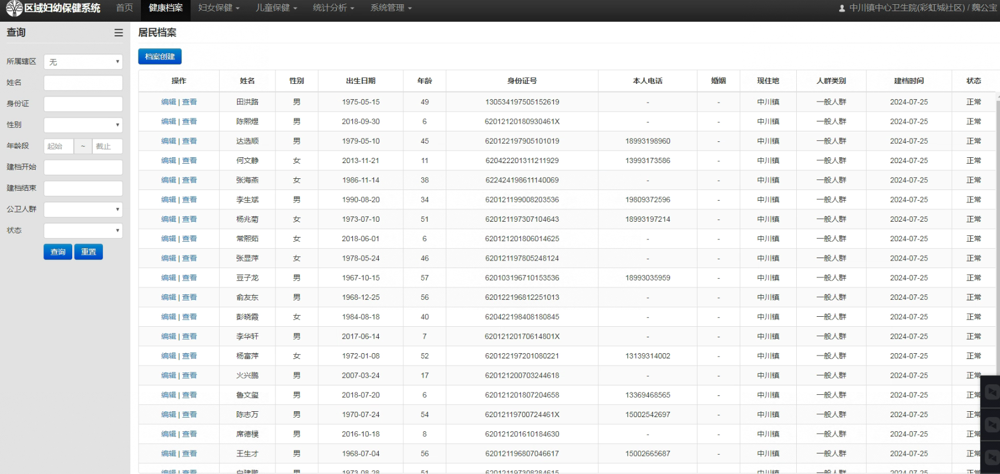 区域妇幼保健系统 首页 健康档案 妇女保健 儿童保健 统计分析 系统管理 中川镇中心卫生院(彩虹城社区) / 魏公宝
查询
所属辖区 无
姓名
身份证
性别
年龄段 起始 ~ 截止
建档开始
建档结束
公卫人群
状态
查询 重置
居民档案
档案创建
操作 姓名 性别 出生日期 年龄 身份证号 本人电话 婚姻 现住地 人群类别 建档时间 状态
编辑 | 查看 田洪路 男 1975-05-15 49 130534197505152619 - - 中川镇 一般人群 2024-07-25 正常
编辑 | 查看 陈熙煜 男 2018-09-30 6 62012120180930461X - - 中川镇 一般人群 2024-07-25 正常
编辑 | 查看 达选顺 男 1979-05-10 45 620122197905101019 18993198960 - 中川镇 一般人群 2024-07-25 正常
编辑 | 查看 何文静 女 2013-11-21 11 620422201311211929 13993173586 - 中川镇 一般人群 2024-07-25 正常
编辑 | 查看 张海燕 女 1986-11-14 38 622424198611140069 - - 中川镇 一般人群 2024-07-25 正常
编辑 | 查看 李生斌 男 1990-08-20 34 620121199008203536 19809372596 - 中川镇 一般人群 2024-07-25 正常
编辑 | 查看 杨兆菊 女 1973-07-10 51 620121197307104643 18993197214 - 中川镇 一般人群 2024-07-25 正常
编辑 | 查看 常熙茹 女 2018-06-01 6 620121201806014625 - - 中川镇 一般人群 2024-07-25 正常
编辑 | 查看 张显萍 女 1978-05-24 46 620121197805248124 - - 中川镇 一般人群 2024-07-25 正常
编辑 | 查看 豆子龙 男 1967-10-15 57 620103196710153536 18993035959 - 中川镇 一般人群 2024-07-25 正常
编辑 | 查看 俞友东 男 1968-12-25 56 620122196812251013 - - 中川镇 一般人群 2024-07-25 正常
编辑 | 查看 彭晓霞 女 1984-08-18 40 620422198408180845 - - 中川镇 一般人群 2024-07-25 正常
编辑 | 查看 李华轩 男 2017-06-14 7 62012120170614801X - - 中川镇 一般人群 2024-07-25 正常
编辑 | 查看 杨富萍 女 1972-01-08 52 620122197201080221 13139314002 - 中川镇 一般人群 2024-07-25 正常
编辑 | 查看 火兴鹏 男 2007-03-24 17 620121200703244618 - - 中川镇 一般人群 2024-07-25 正常
编辑 | 查看 鲁文玺 男 2018-07-20 6 620121201807204658 13369468565 - 中川镇 一般人群 2024-07-25 正常
编辑 | 查看 陈志万 男 1970-07-24 54 62012119700724461X 15002542697 - 中川镇 一般人群 2024-07-25 正常
编辑 | 查看 席德樸 男 2016-10-18 8 620121201610184630 - - 中川镇 一般人群 2024-07-25 正常
编辑 | 查看 王生才 男 1968-07-04 56 620121196807046617 15002665687 - 中川镇 一般人群 2024-07-25 正常
编辑 | 查看 男 1973-08-28 51 620121197308284615 中川镇 一般人群 2024-07-25 正常